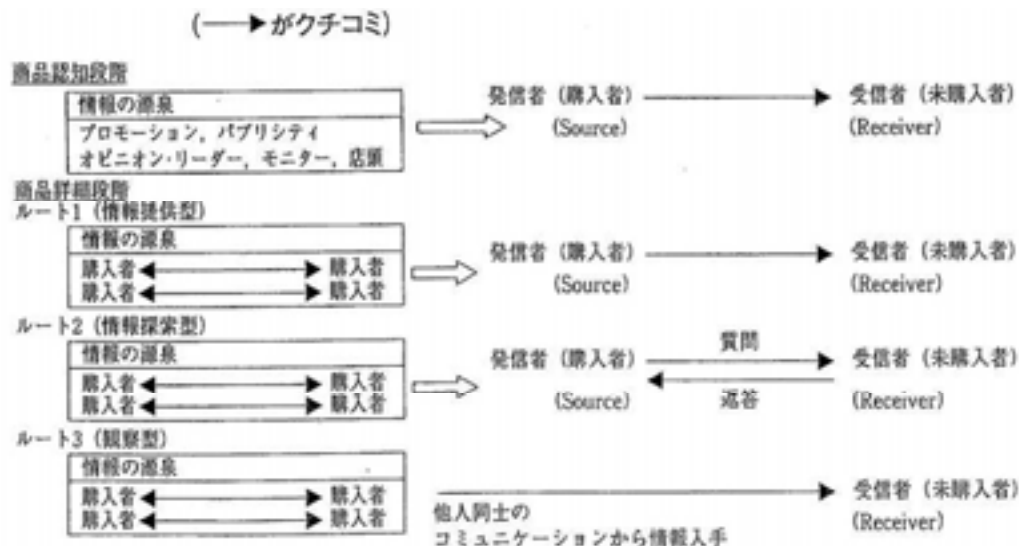 (→がクチコミ)
商品認知段階
情報の源泉
プロモーション, パブリシティ
オピニオン・リーダー, モニター, 店頭
発信者 (購入者)
(Source)
受信者 (未購入者)
(Receiver)
商品詳細段階
ルート1 (情報提供型)
情報の源泉
購入者 購入者
購入者 購入者
発信者 (購入者)
(Source)
受信者 (未購入者)
(Receiver)
ルート2 (情報探索型)
情報の源泉
購入者 購入者
購入者 購入者
発信者 (購入者)
(Source)
質問
返答
受信者 (未購入者)
(Receiver)
ルート3 (観察型)
情報の源泉
購入者 購入者
購入者 購入者
他人同士の
コミュニケーションから情報入手
受信者 (未購入者)
(Receiver)